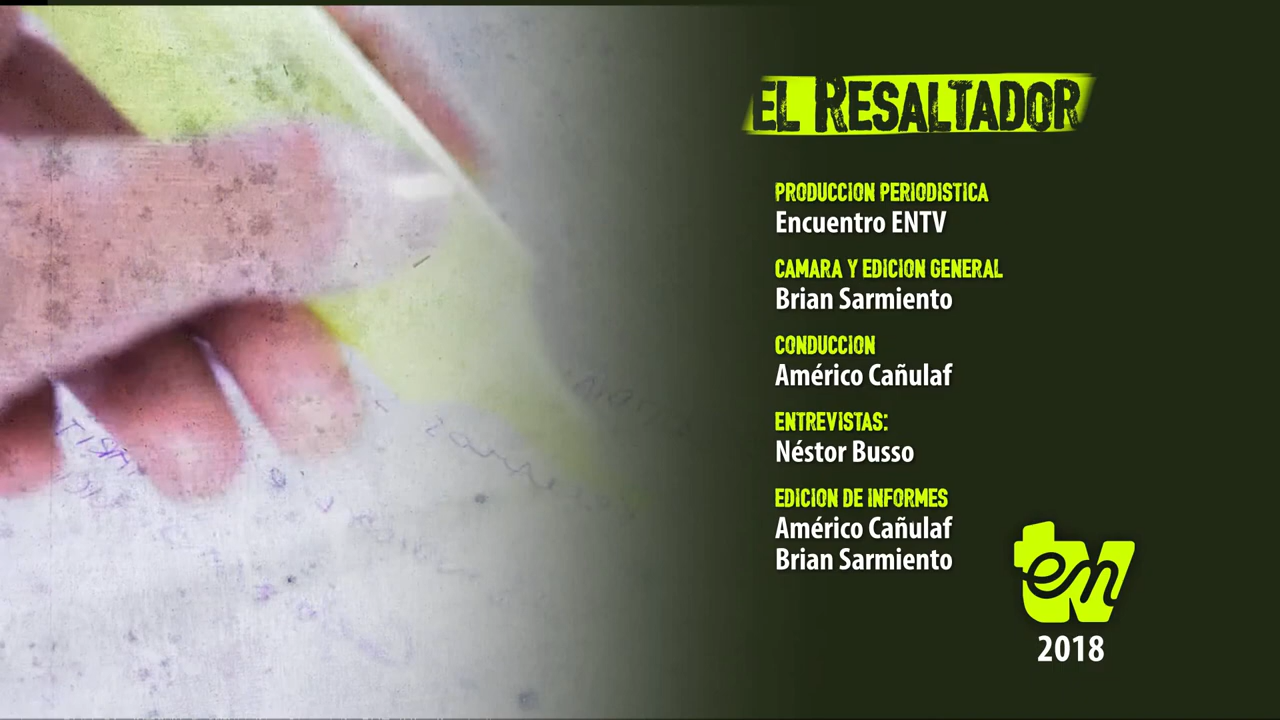 EL RESALTADOR
PRODUCCION PERIODISTICA
Encuentro ENTV
CAMARA Y EDICION GENERAL
Brian Sarmiento
CONDUCCION
Américo Cañulaf
ENTREVISTAS:
Néstor Busso
EDICION DE INFORMES
Américo Cañulaf
Brian Sarmiento
en tv
2018